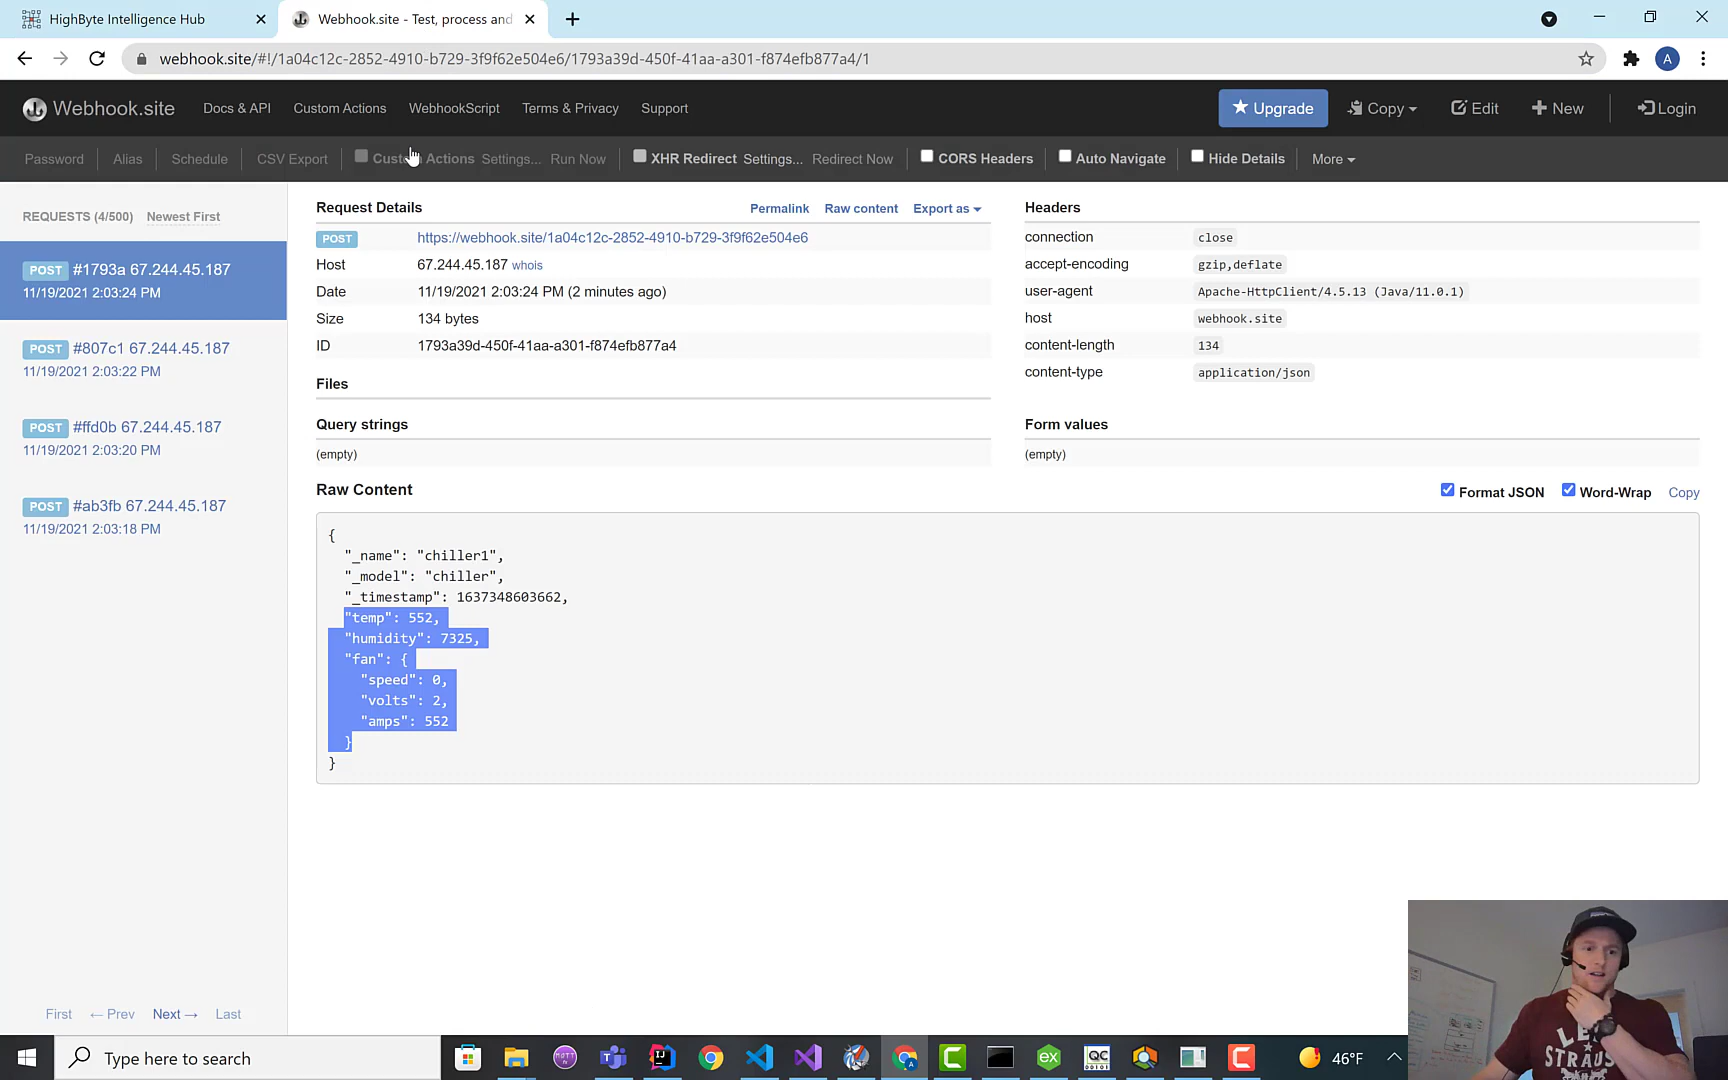 HighByte Intelligence Hub
Webhook.site - Test, process and
webhook.site/#!/1a04c12c-2852-4910-b729-3f9f62e504e6/1793a39d-450f-41aa-a301-f874efb877a4/1
A
Webhook.site Docs & API Custom Actions WebhookScript Terms & Privacy Support Upgrade Copy Edit New Login
Password Alias Schedule CSV Export Custom Actions Settings... Run Now XHR Redirect Settings... Redirect Now CORS Headers Auto Navigate Hide Details More
REQUESTS (4/500) Newest First
POST #1793a 67.244.45.187
11/19/2021 2:03:24 PM
POST #807c1 67.244.45.187
11/19/2021 2:03:22 PM
POST #ffd0b 67.244.45.187
11/19/2021 2:03:20 PM
POST #ab3fb 67.244.45.187
11/19/2021 2:03:18 PM
First ← Prev Next → Last
Request Details Permalink Raw content Export as
POST https://webhook.site/1a04c12c-2852-4910-b729-3f9f62e504e6
Host 67.244.45.187 whois
Date 11/19/2021 2:03:24 PM (2 minutes ago)
Size 134 bytes
ID 1793a39d-450f-41aa-a301-f874efb877a4
Files
Query strings
(empty)
Headers
connection close
accept-encoding gzip,deflate
user-agent Apache-HttpClient/4.5.13 (Java/11.0.1)
host webhook.site
content-length 134
content-type application/json
Form values
(empty)
Raw Content Format JSON Word-Wrap Copy
{
"_name": "chiller1",
"_model": "chiller",
"_timestamp": 1637348603662,
"temp": 552,
"humidity": 7325,
"fan": {
"speed": 0,
"volts": 2,
"amps": 552
}
}
Type here to search
46°F
STRAUS